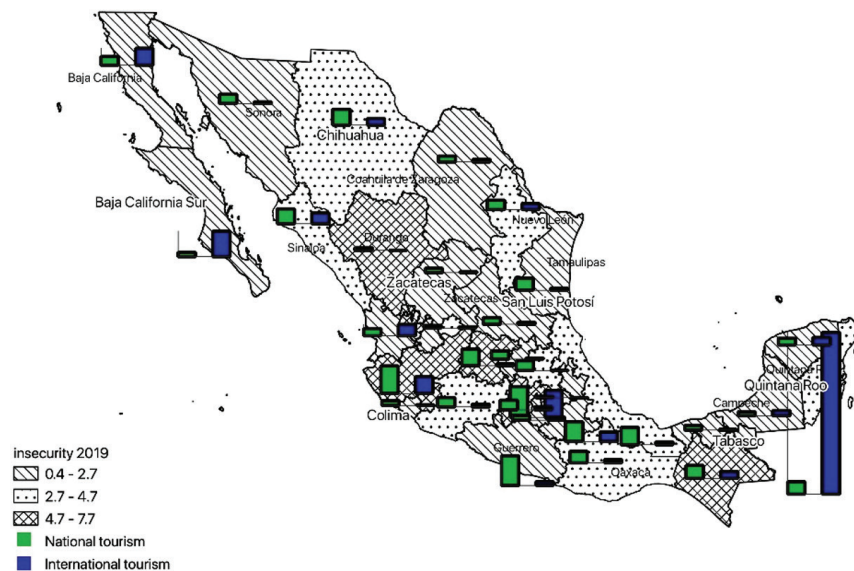 Baja California
Sonora
Chihuahua
Coahuila de Zaragoza
Baja California Sur
Nuevo León
Sinaloa
Durango
Tamaulipas
Zacatecas
Zacatecas
San Luis Potosí
Quintana R
Quintana Roo
Campeche
Colima
Tabasco
Guerrero
Oaxaca
insecurity 2019
0.4 - 2.7
2.7 - 4.7
4.7 - 7.7
National tourism
International tourism